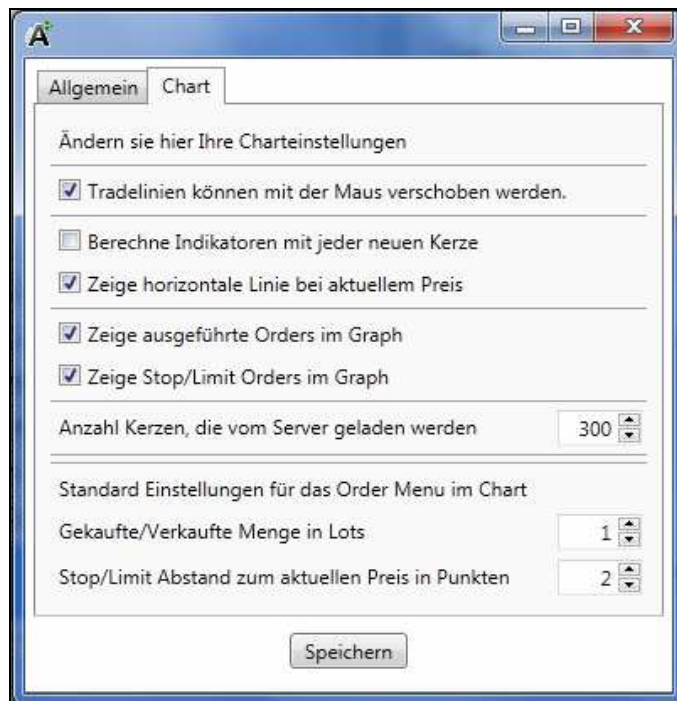 A
Allgemein Chart
Ändern sie hier Ihre Charteinstellungen
Tradelinien können mit der Maus verschoben werden.
Berechne Indikatoren mit jeder neuen Kerze
Zeige horizontale Linie bei aktuellem Preis
Zeige ausgeführte Orders im Graph
Zeige Stop/Limit Orders im Graph
Anzahl Kerzen, die vom Server geladen werden 300
Standard Einstellungen für das Order Menu im Chart
Gekaufte/Verkaufte Menge in Lots 1
Stop/Limit Abstand zum aktuellen Preis in Punkten 2
Speichern